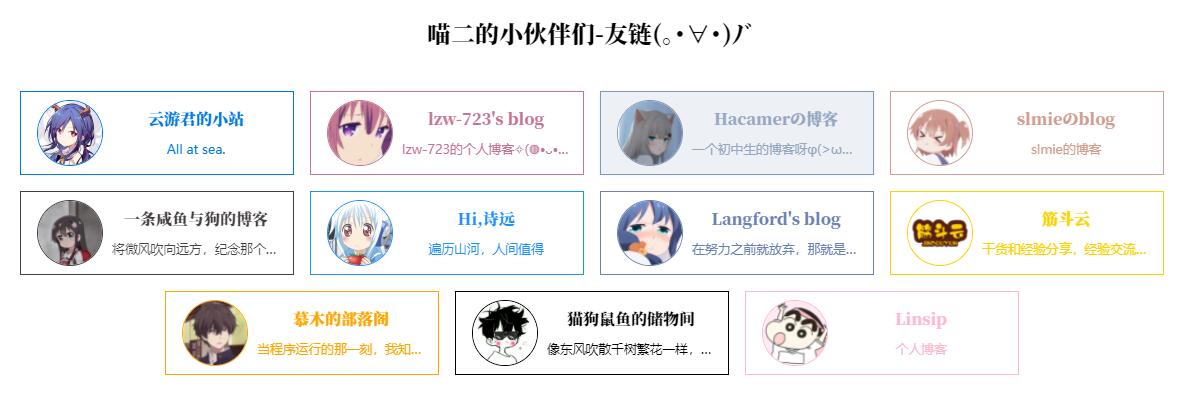 喵二的小伙伴们-友链(｡･∀･)ﾉﾞ
云游君的小站
All at sea.
lzw-723's blog
lzw-723的个人博客✧(◍•ᴗ•...
Hacamerの博客
一个初中生的博客呀φ(>ω...
slmieのblog
slmie的博客
一条咸鱼与狗的博客
将微风吹向远方，纪念那个...
Hi,诗远
遍历山河，人间值得
Langford's blog
在努力之前就放弃，那就是...
筋斗云
筋斗云
JINDOUYUN
干货和经验分享，经验交流...
慕木的部落阁
当程序运行的那一刻，我知...
猫狗鼠鱼的储物间
像东风吹散千树繁花一样，...
Linsip
个人博客